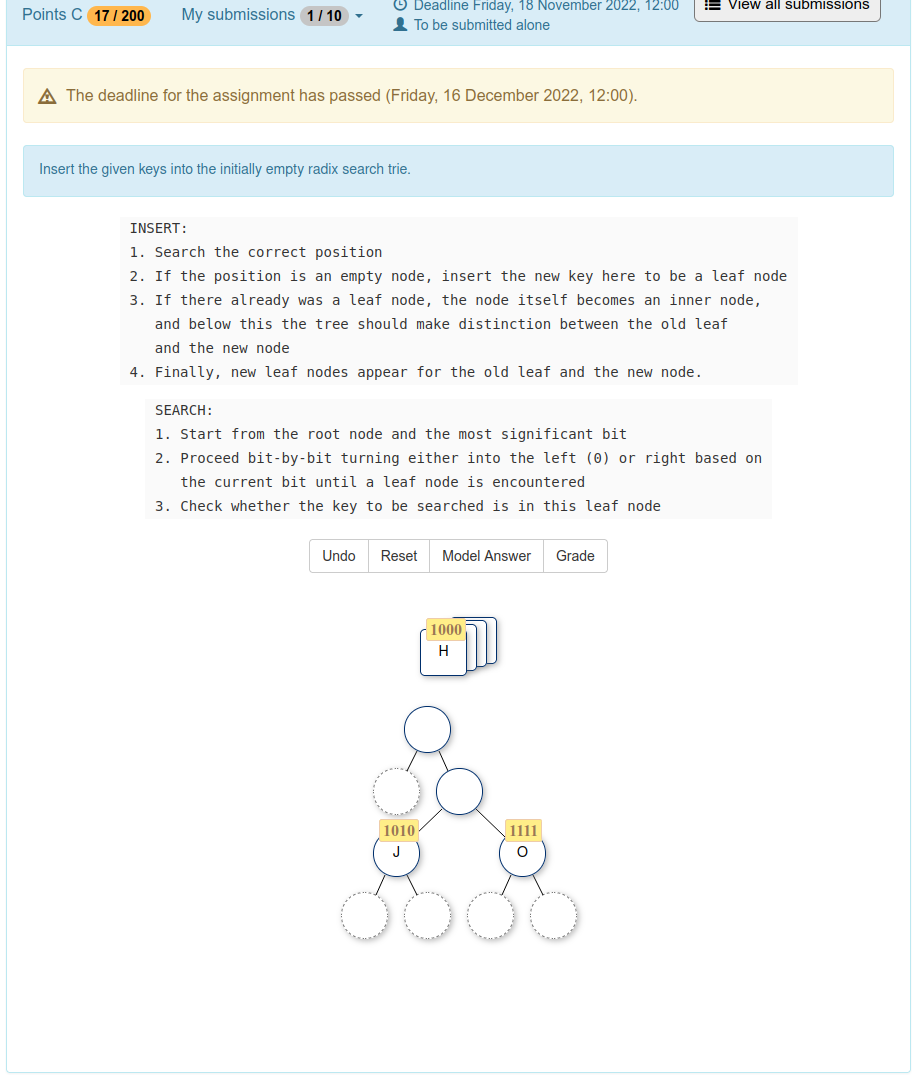 Points C 17 / 200 My submissions 1 / 10 Deadline Friday, 18 November 2022, 12:00 View all submissions
To be submitted alone
The deadline for the assignment has passed (Friday, 16 December 2022, 12:00).
Insert the given keys into the initially empty radix search trie.
INSERT:
1. Search the correct position
2. If the position is an empty node, insert the new key here to be a leaf node
3. If there already was a leaf node, the node itself becomes an inner node,
and below this the tree should make distinction between the old leaf
and the new node
4. Finally, new leaf nodes appear for the old leaf and the new node.
SEARCH:
1. Start from the root node and the most significant bit
2. Proceed bit-by-bit turning either into the left (0) or right based on
the current bit until a leaf node is encountered
3. Check whether the key to be searched is in this leaf node
Undo Reset Model Answer Grade
1000
H
1010 1111
J O